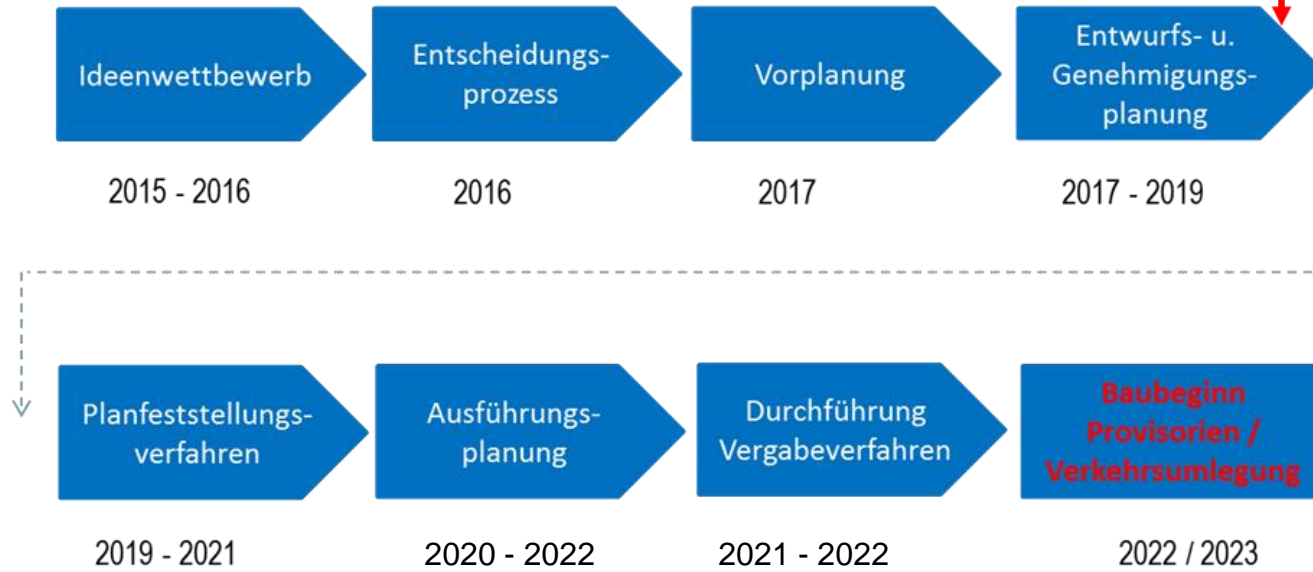 Ideenwettbewerb
Entscheidungs-
prozess
Vorplanung
Entwurfs- u.
Genehmigungs-
planung
2015 - 2016
2016
2017
2017 - 2019
Planfeststellungs-
verfahren
Ausführungs-
planung
Durchführung
Vergabeverfahren
Baubeginn
Provisorien /
Verkehrsumlegung
2019 - 2021
2020 - 2022
2021 - 2022
2022 / 2023